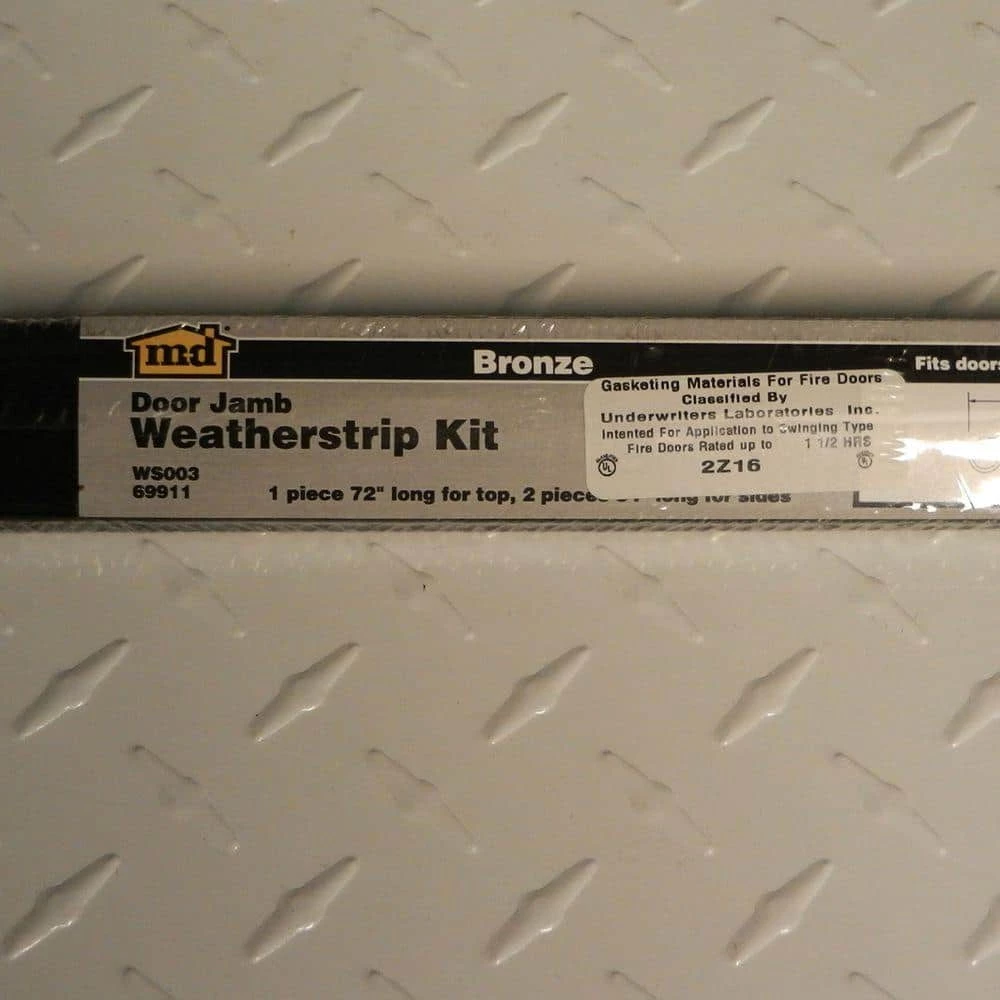 md
Bronze
Fits doors
Door Jamb
Weatherstrip Kit
WS003
69911
1 piece 72" long for top, 2 pieces long for sides
Gasketing Materials For Fire Doors
Classified By
Underwriters Laboratories Inc.
Intented For Application to Swinging Type
Fire Doors Rated up to 1 1/2 HRS
2Z16
UL